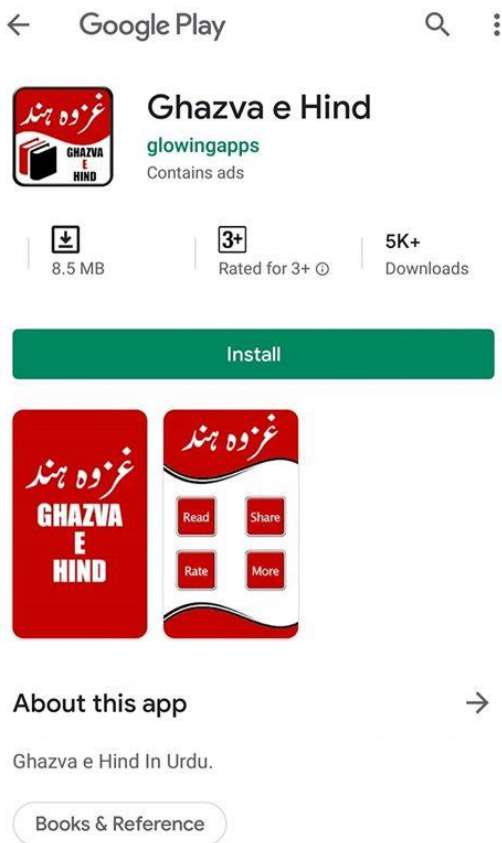 Google Play
غزوہ ہند
GHAZVA
E
HIND
Ghazva e Hind
glowingapps
Contains ads
8.5 MB
3+
Rated for 3+
5K+
Downloads
Install
غزوہ ہند
GHAZVA
E
HIND
غزوہ ہند
Read
Share
Rate
More
About this app
Ghazva e Hind In Urdu.
Books & Reference